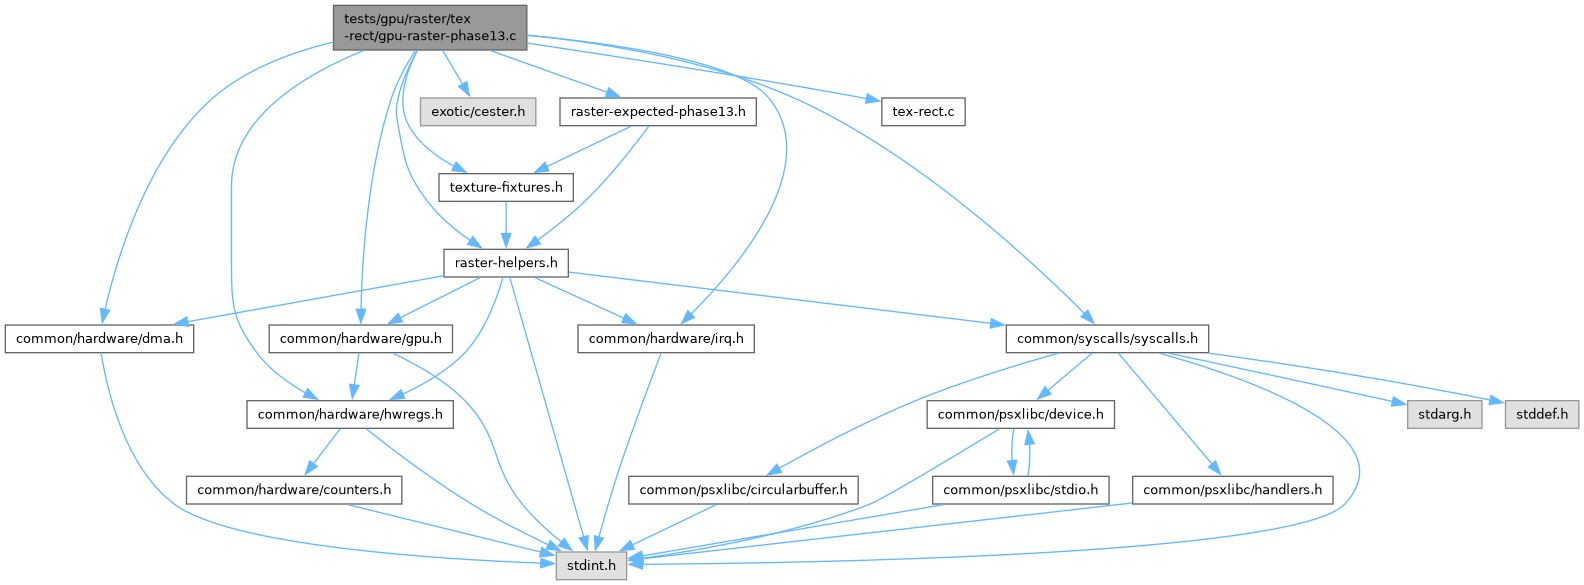 tests/gpu/raster/tex
-rect/gpu-raster-phase13.c
exotic/cester.h
raster-expected-phase13.h
tex-rect.c
texture-fixtures.h
raster-helpers.h
common/hardware/dma.h
common/hardware/gpu.h
common/hardware/irq.h
common/syscalls/syscalls.h
common/hardware/hwregs.h
common/psxlibc/device.h
stdarg.h
stddef.h
common/hardware/counters.h
common/psxlibc/circularbuffer.h
common/psxlibc/stdio.h
common/psxlibc/handlers.h
stdint.h